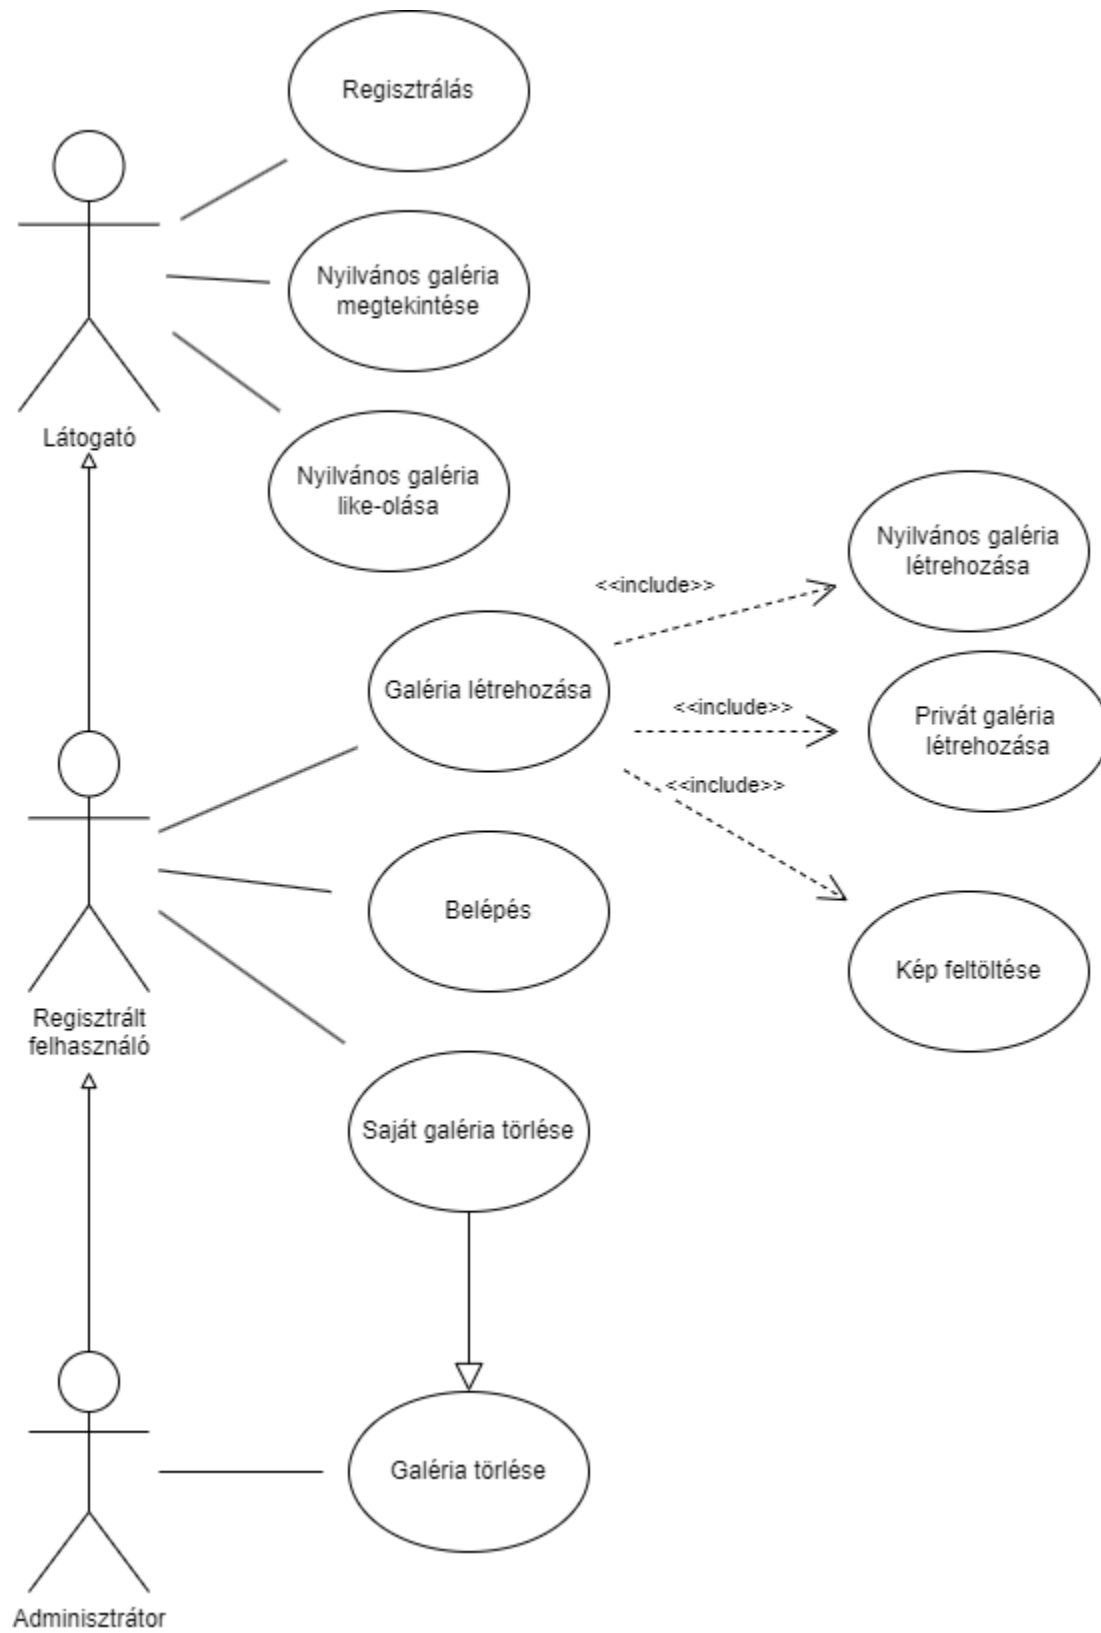 Regisztrálás
Nyilvános galéria
megtekintése
Látogató
Nyilvános galéria
like-olása
Nyilvános galéria
létrehozása
<<include>>
Galéria létrehozása
<<include>>
Privát galéria
létrehozása
<<include>>
Belépés
Kép feltöltése
Regisztrált
felhasználó
Saját galéria törlése
Galéria törlése
Adminisztrátor